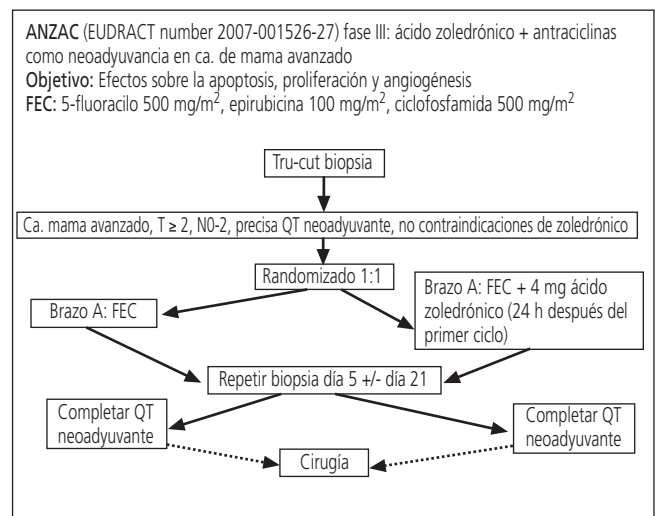 ANZAC (EUDRACT number 2007-001526-27) fase III: ácido zoledrónico + antraciclinas
como neoadyuvancia en ca. de mama avanzado
Objetivo: Efectos sobre la apoptosis, proliferación y angiogénesis
FEC: 5-fluoracilo 500 mg/m², epirubicina 100 mg/m², ciclofosfamida 500 mg/m²
Tru-cut biopsia
Ca. mama avanzado, T ≥ 2, N0-2, precisa QT neoadyuvante, no contraindicaciones de zoledrónico
Randomizado 1:1
Brazo A: FEC
Brazo A: FEC + 4 mg ácido
zoledrónico (24 h después del
primer ciclo)
Repetir biopsia día 5 +/- día 21
Completar QT
neoadyuvante
Completar QT
neoadyuvante
Cirugía